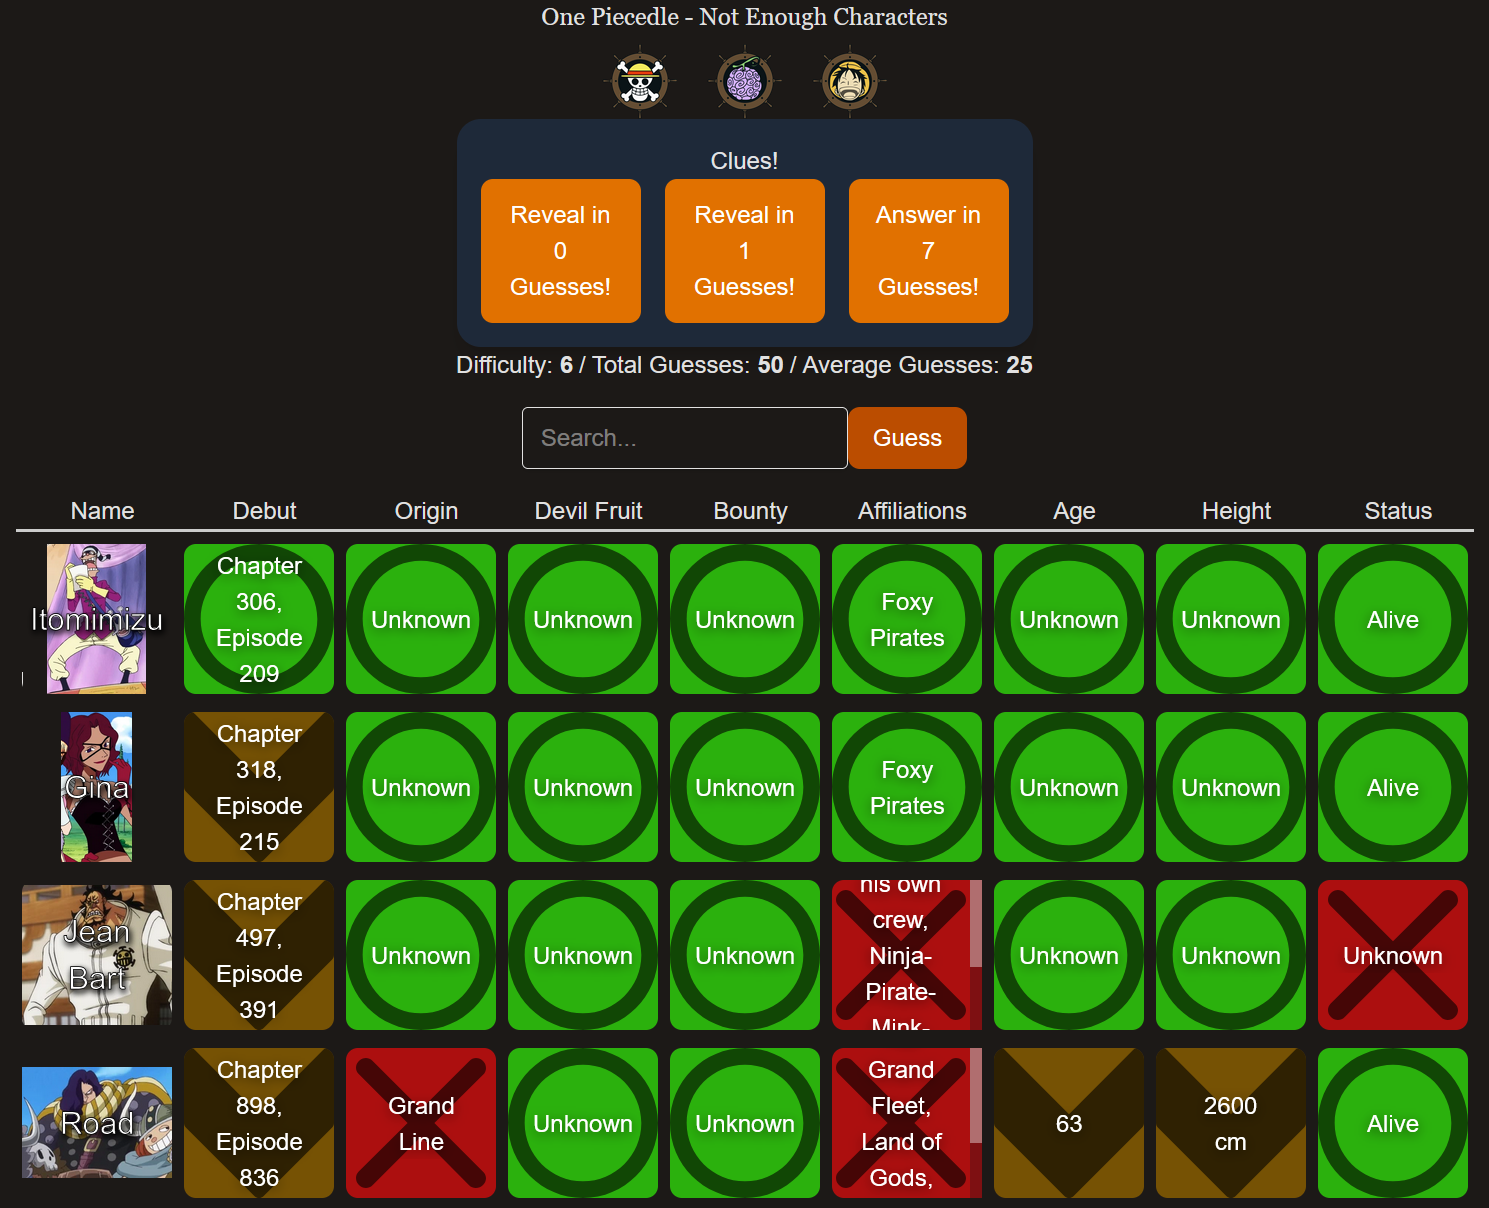 One Piecedle - Not Enough Characters
Clues!
Reveal in
0
Guesses!
Reveal in
1
Guesses!
Answer in
7
Guesses!
Difficulty: 6 / Total Guesses: 50 / Average Guesses: 25
Search...
Guess
Name
Debut
Origin
Devil Fruit
Bounty
Affiliations
Age
Height
Status
Itomimizu
Chapter
306,
Episode
209
Unknown
Unknown
Unknown
Foxy
Pirates
Unknown
Unknown
Alive
Gina
Chapter
318,
Episode
215
Unknown
Unknown
Unknown
Foxy
Pirates
Unknown
Unknown
Alive
Jean
Bart
Chapter
497,
Episode
391
Unknown
Unknown
Unknown
his own
crew,
Ninja-
Pirate-
Mink-
Unknown
Unknown
Unknown
Road
Chapter
898,
Episode
836
Grand
Line
Unknown
Unknown
Grand
Fleet,
Land of
Gods,
63
2600
cm
Alive